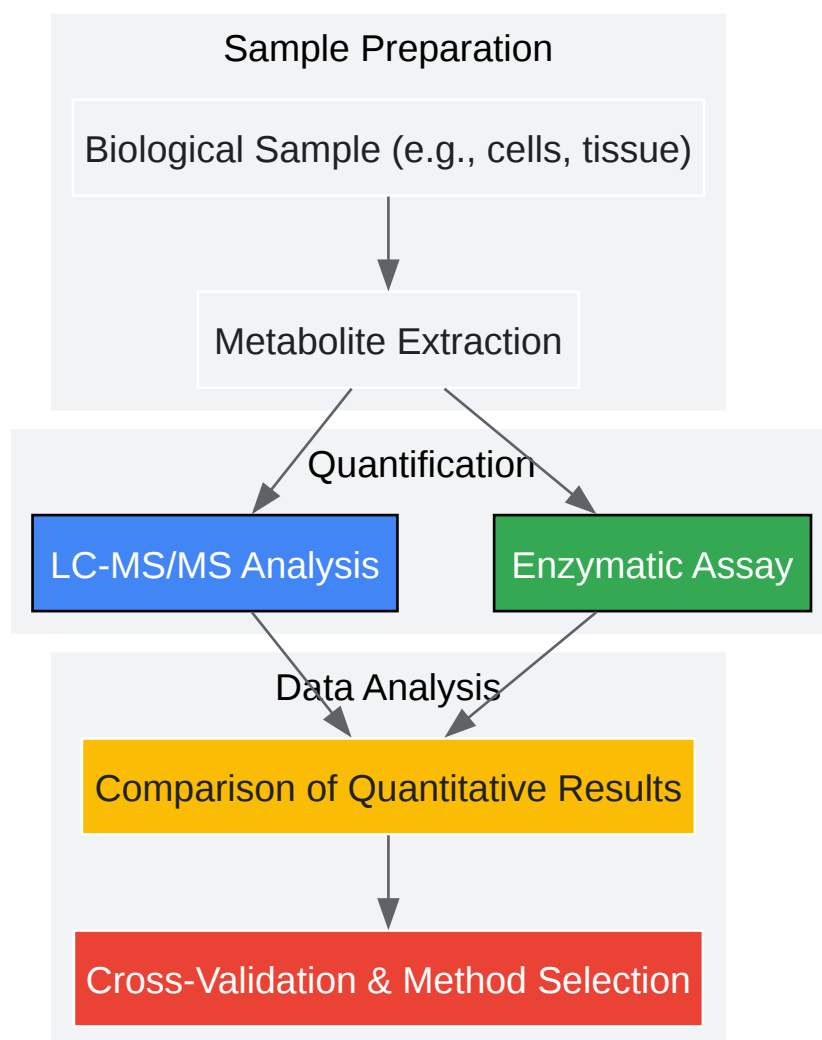 Sample Preparation
Biological Sample (e.g., cells, tissue)
Metabolite Extraction
Quantification
LC-MS/MS Analysis
Enzymatic Assay
Data Analysis
Comparison of Quantitative Results
Cross-Validation & Method Selection